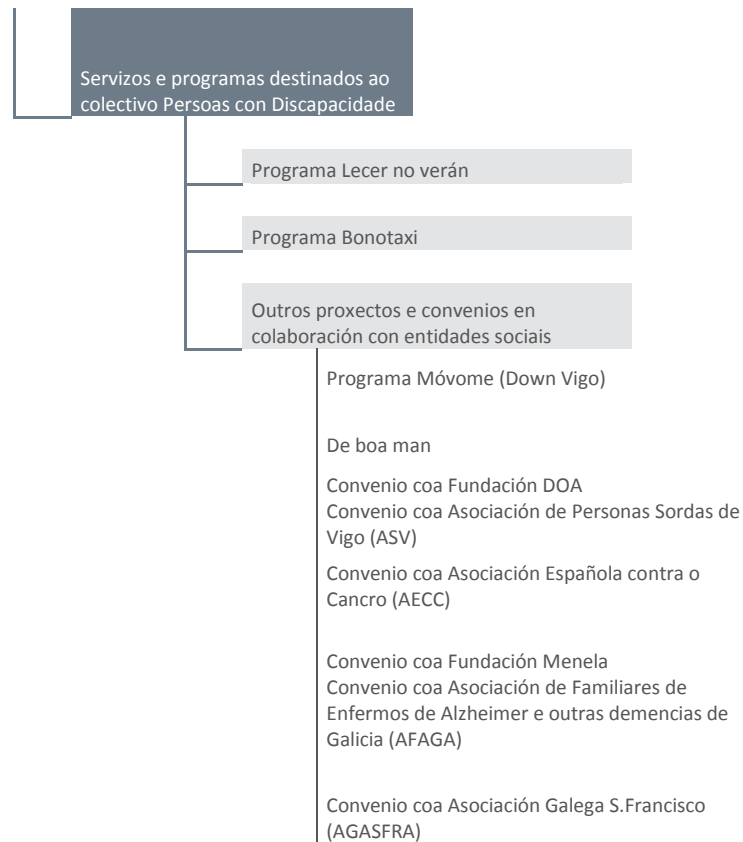 Servizos e programas destinados ao
colectivo Persoas con Discapacidade
Programa Lecer no verán
Programa Bonotaxi
Outros proxectos e convenios en
colaboración con entidades sociais
Programa Móvome (Down Vigo)
De boa man
Convenio coa Fundación DOA
Convenio coa Asociación de Personas Sordas de
Vigo (ASV)
Convenio coa Asociación Española contra o
Cancro (AECC)
Convenio coa Fundación Menela
Convenio coa Asociación de Familiares de
Enfermos de Alzheimer e outras demencias de
Galicia (AFAGA)
Convenio coa Asociación Galega S.Francisco
(AGASFRA)